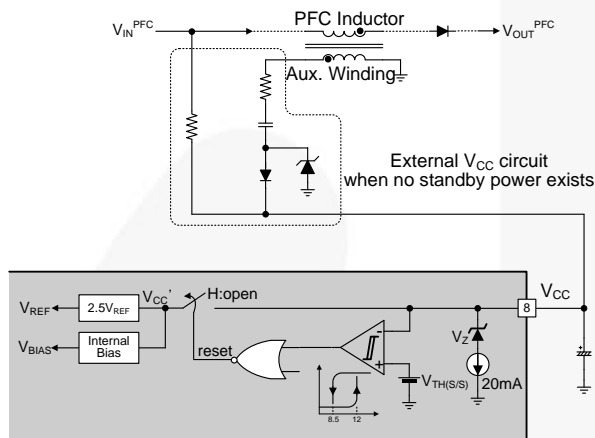 PFC Inductor
V_IN^PFC
V_OUT^PFC
Aux. Winding
External V_CC circuit
when no standby power exists
V_REF
2.5V_REF
V_CC'
H:open
8
V_CC
V_BIAS
Internal
Bias
reset
-
+
V_Z
V_TH(S/S)
20mA
8.5
12
+